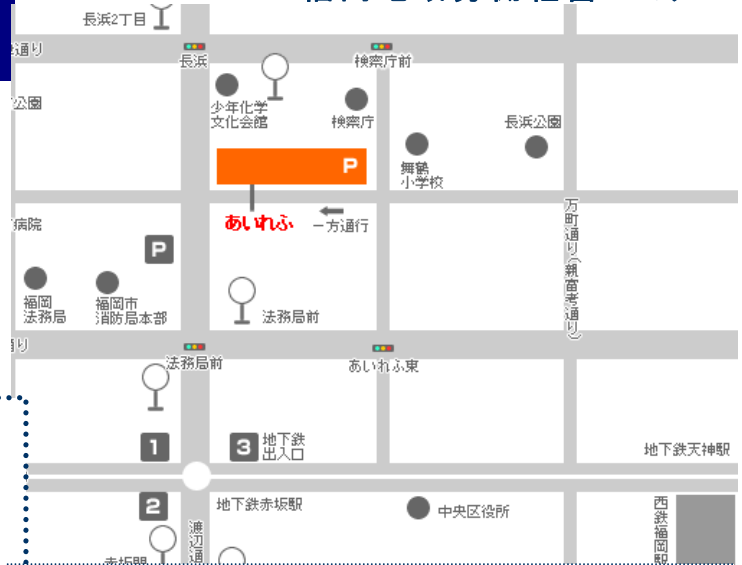 長浜2丁目
通り
長浜
検察庁前
公園
少年化学
文化会館
検察庁
長浜公園
P
舞鶴
小学校
病院
あいれふ
一方通行
万町通り(親富孝通り)
P
福岡
法務局
福岡市
消防局本部
法務局前
り
法務局前
あいれふ東
1
3
地下鉄
出入口
地下鉄天神駅
2
地下鉄赤坂駅
中央区役所
西鉄福岡駅
渡辺通